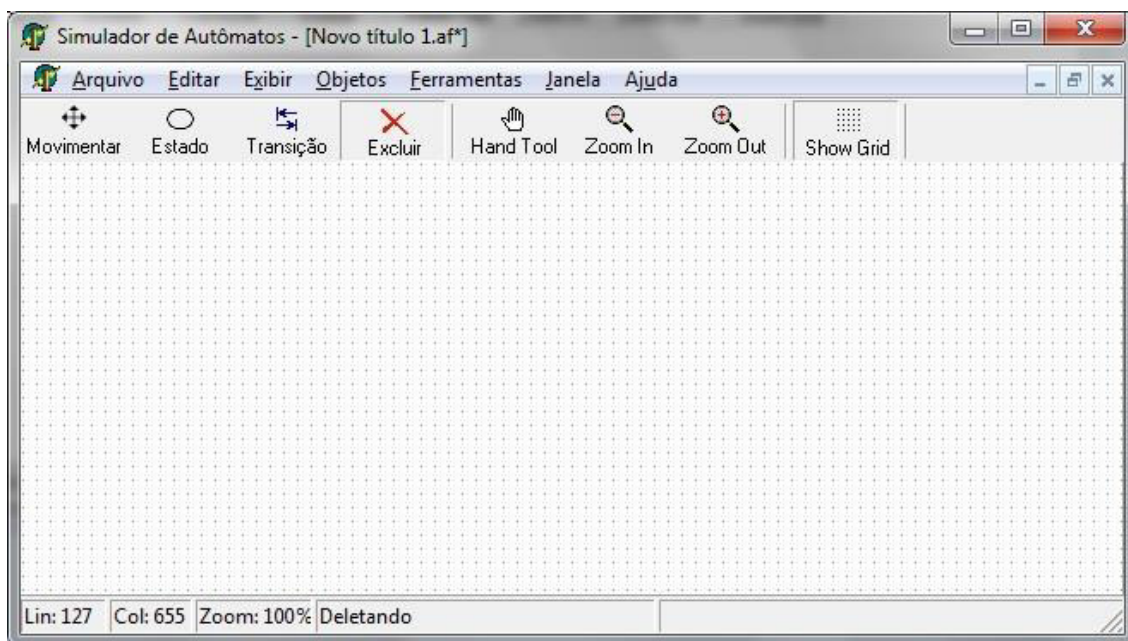 Simulador de Autômatos - [Novo título 1.af*]
Arquivo Editar Exibir Objetos Ferramentas Janela Ajuda
Movimentar Estado Transição Excluir Hand Tool Zoom In Zoom Out Show Grid
Lin: 127 Col: 655 Zoom: 100% Deletando